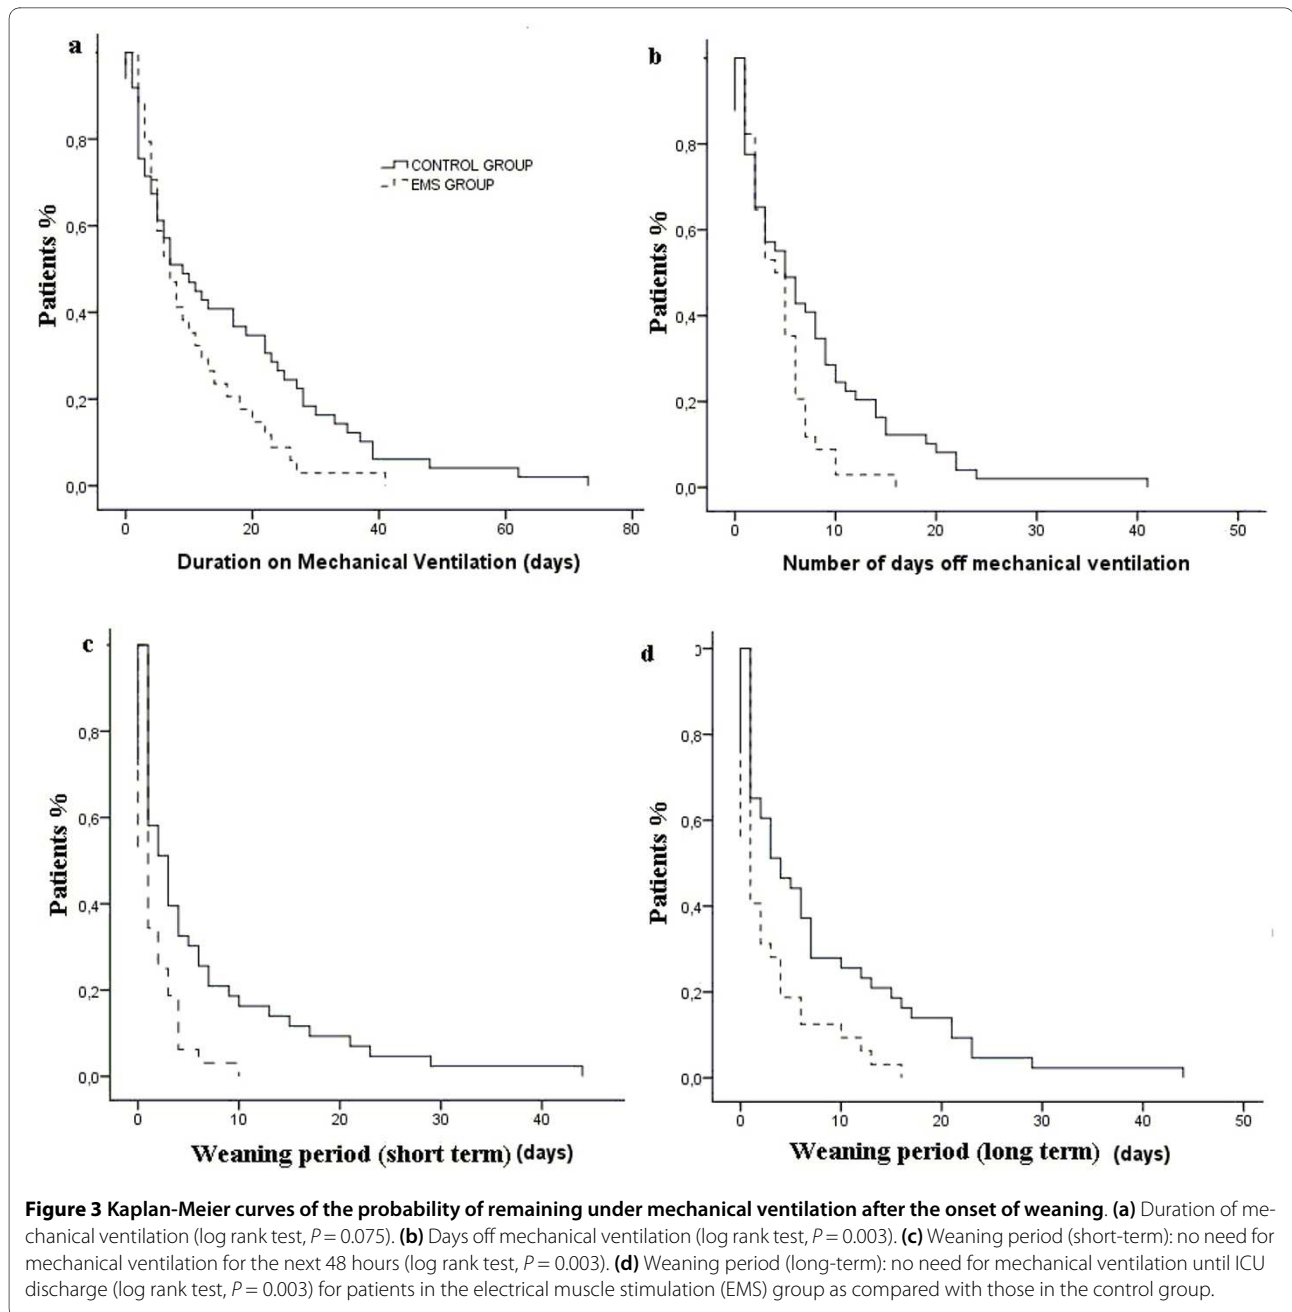 a
0,8
0,6
0,4
0,2
0,0
Patients %
CONTROL GROUP
EMS GROUP
0 20 40 60 80
Duration on Mechanical Ventilation (days)
b
0,8
0,6
0,4
0,2
0,0
Patients %
0 10 20 30 40 50
Number of days off mechanical ventilation
c
0,8
0,6
0,4
0,2
0,0
Patients %
0 10 20 30 40
Weaning period (short term) (days)
d
0,8
0,6
0,4
0,2
0,0
Patients %
0 10 20 30 40 50
Weaning period (long term) (days)
Figure 3 Kaplan-Meier curves of the probability of remaining under mechanical ventilation after the onset of weaning. (a) Duration of me-
chanical ventilation (log rank test, P = 0.075). (b) Days off mechanical ventilation (log rank test, P = 0.003). (c) Weaning period (short-term): no need for
mechanical ventilation for the next 48 hours (log rank test, P = 0.003). (d) Weaning period (long-term): no need for mechanical ventilation until ICU
discharge (log rank test, P = 0.003) for patients in the electrical muscle stimulation (EMS) group as compared with those in the control group.